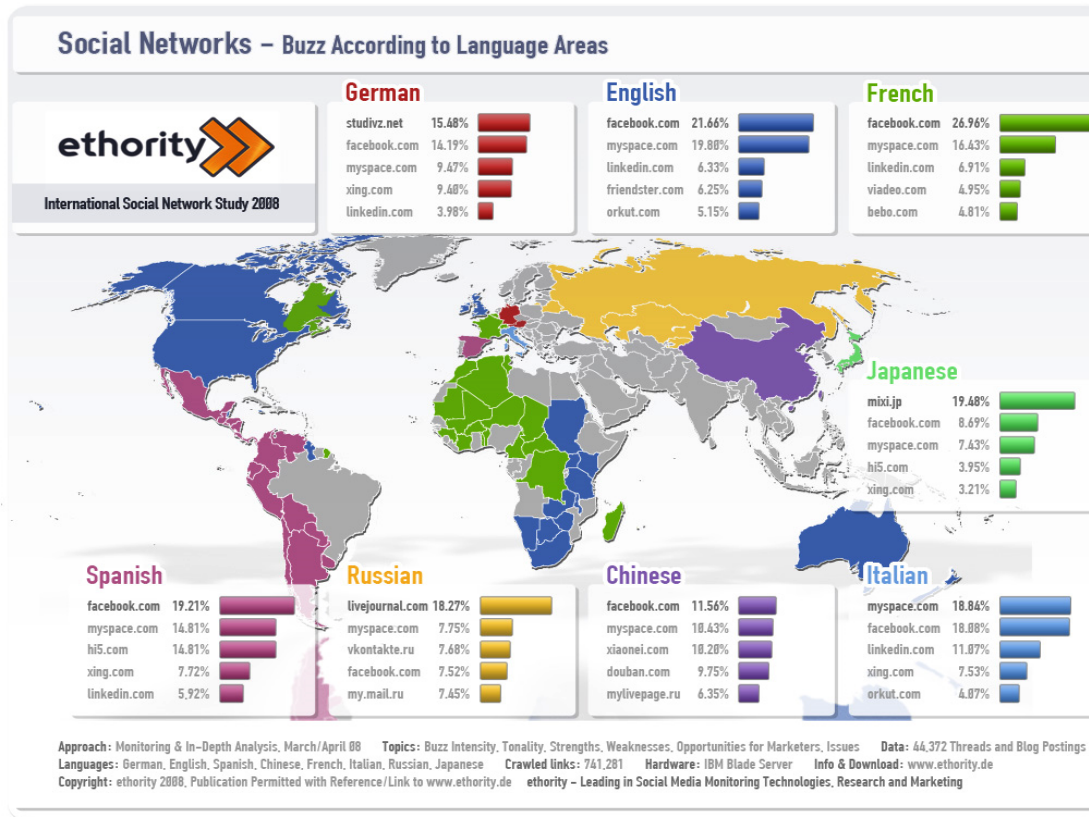 Social Networks – Buzz According to Language Areas
ethority
International Social Network Study 2008
German
studivz.net 15.48%
facebook.com 14.19%
myspace.com 9.47%
xing.com 9.40%
linkedin.com 3.98%
English
facebook.com 21.66%
myspace.com 19.80%
linkedin.com 6.33%
friendster.com 6.25%
orkut.com 5.15%
French
facebook.com 26.96%
myspace.com 16.43%
linkedin.com 6.91%
viadeo.com 4.95%
bebo.com 4.81%
Japanese
mixi.jp 19.48%
facebook.com 8.69%
myspace.com 7.43%
hi5.com 3.95%
xing.com 3.21%
Spanish
facebook.com 19.21%
myspace.com 14.81%
hi5.com 14.81%
xing.com 7.72%
linkedin.com 5,92%
Russian
livejournal.com 18.27%
myspace.com 7.75%
vkontakte.ru 7.68%
facebook.com 7.52%
my.mail.ru 7.45%
Chinese
facebook.com 11.56%
myspace.com 10.43%
xiaonei.com 10.20%
douban.com 9.75%
mylivepage.ru 6.35%
Italian
myspace.com 18.84%
facebook.com 18.08%
linkedin.com 11.07%
xing.com 7.53%
orkut.com 4.07%
Approach: Monitoring & In-Depth Analysis, March/April 08 Topics: Buzz Intensity, Tonality, Strengths, Weaknesses, Opportunities for Marketers, Issues Data: 44,372 Threads and Blog Postings
Languages: German, English, Spanish, Chinese, French, Italian, Russian, Japanese Crawled links: 741,281 Hardware: IBM Blade Server Info & Download: www.ethority.de
Copyright: ethority 2008, Publication Permitted with Reference/Link to www.ethority.de ethority – Leading in Social Media Monitoring Technologies, Research and Marketing